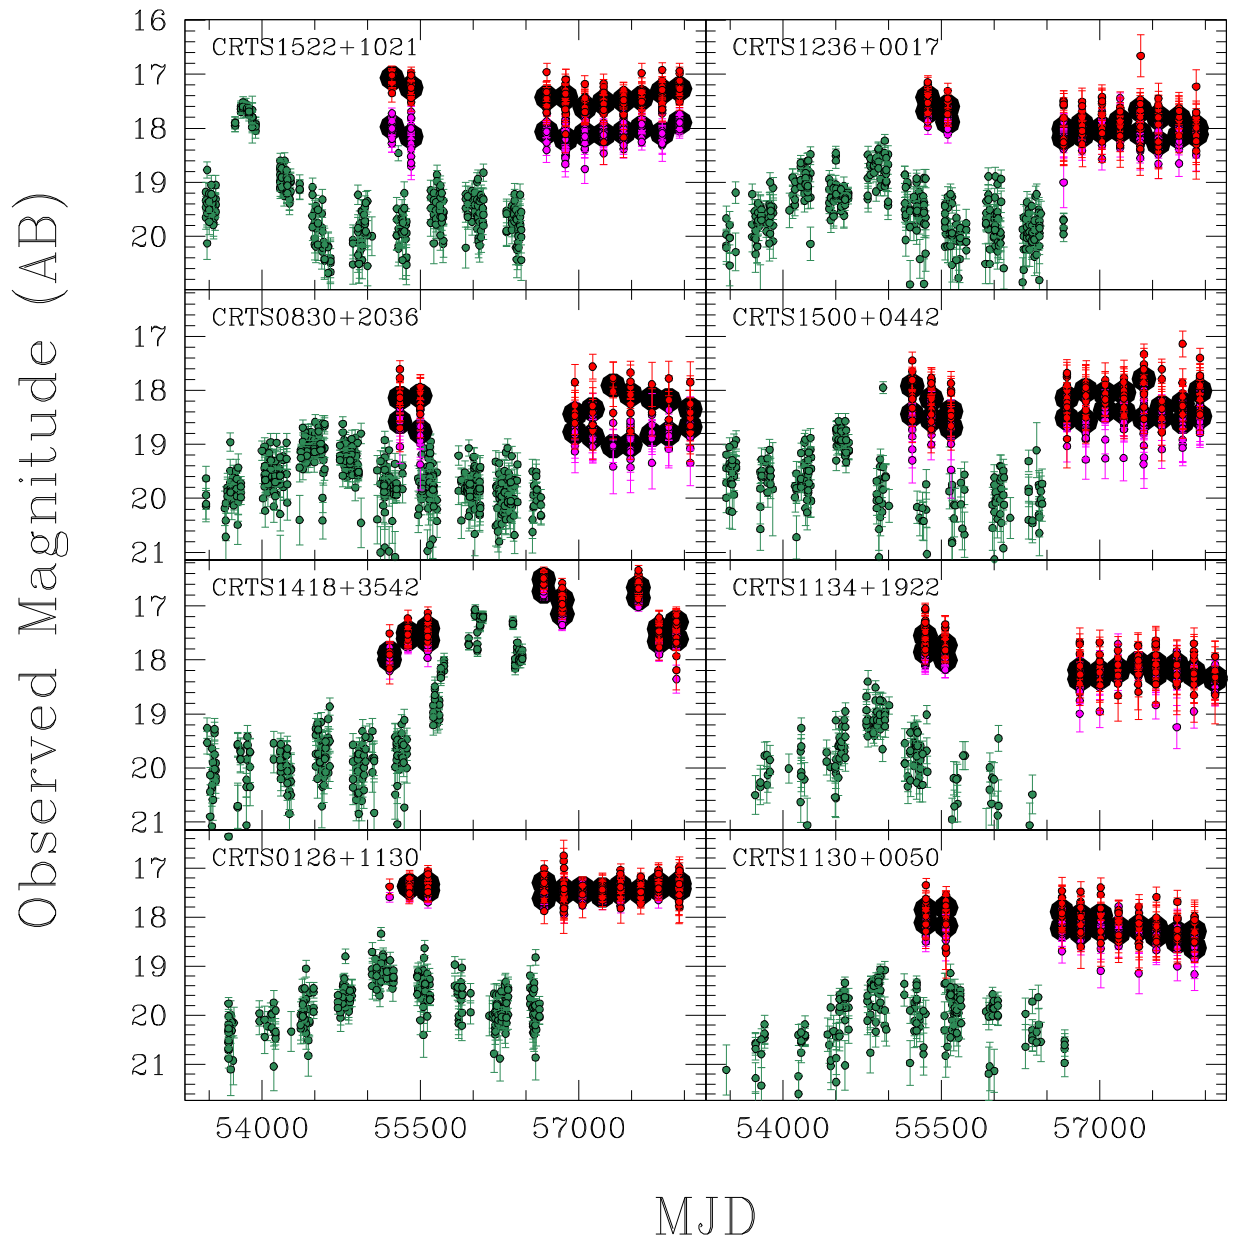 Observed Magnitude (AB)
16
17
18
19
20
CRTS1522+1021
CRTS1236+0017
17
18
19
20
21
CRTS0830+2036
CRTS1500+0442
17
18
19
20
21
CRTS1418+3542
CRTS1134+1922
17
18
19
20
21
CRTS0126+1130
CRTS1130+0050
54000 55500 57000 54000 55500 57000
MJD